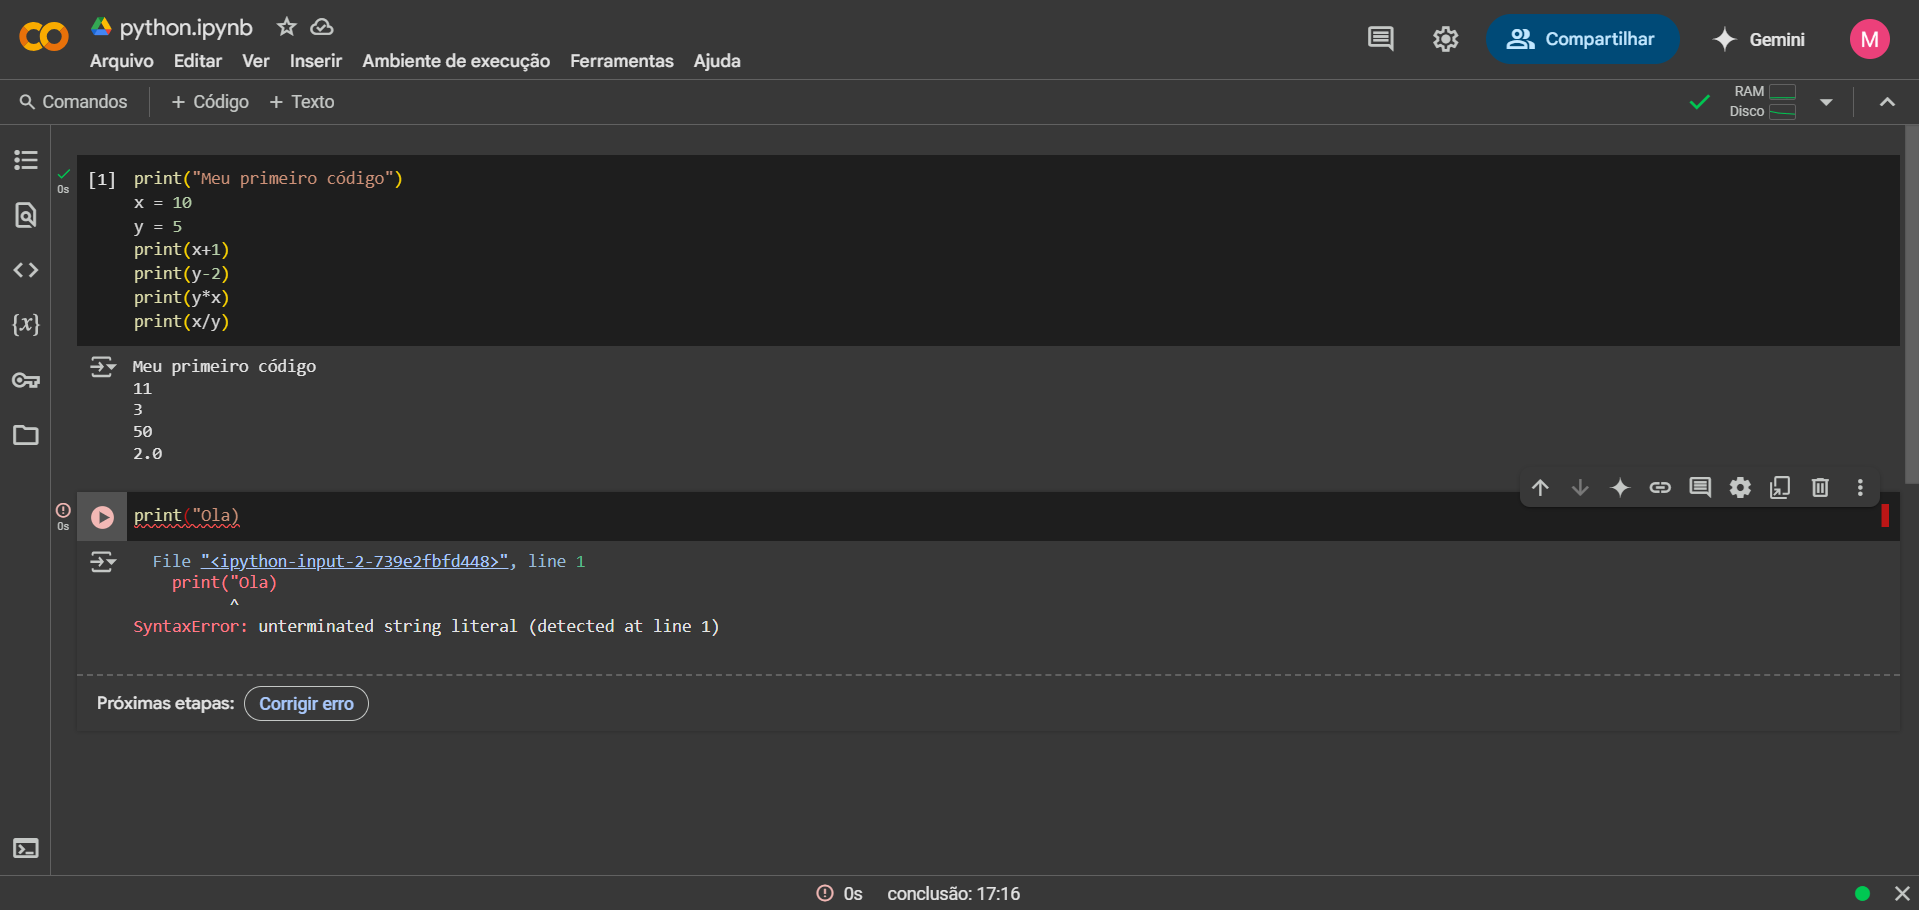 python.ipynb
Arquivo Editar Ver Inserir Ambiente de execução Ferramentas Ajuda
Compartilhar
Gemini
M
Comandos + Código + Texto
RAM
Disco
0s
[1] print("Meu primeiro código")
x = 10
y = 5
print(x+1)
print(y-2)
print(y*x)
print(x/y)
Meu primeiro código
11
3
50
2.0
0s
print("Ola)
File "<ipython-input-2-739e2fbfd448>", line 1
print("Ola)
^
SyntaxError: unterminated string literal (detected at line 1)
Próximas etapas: Corrigir erro
0s conclusão: 17:16